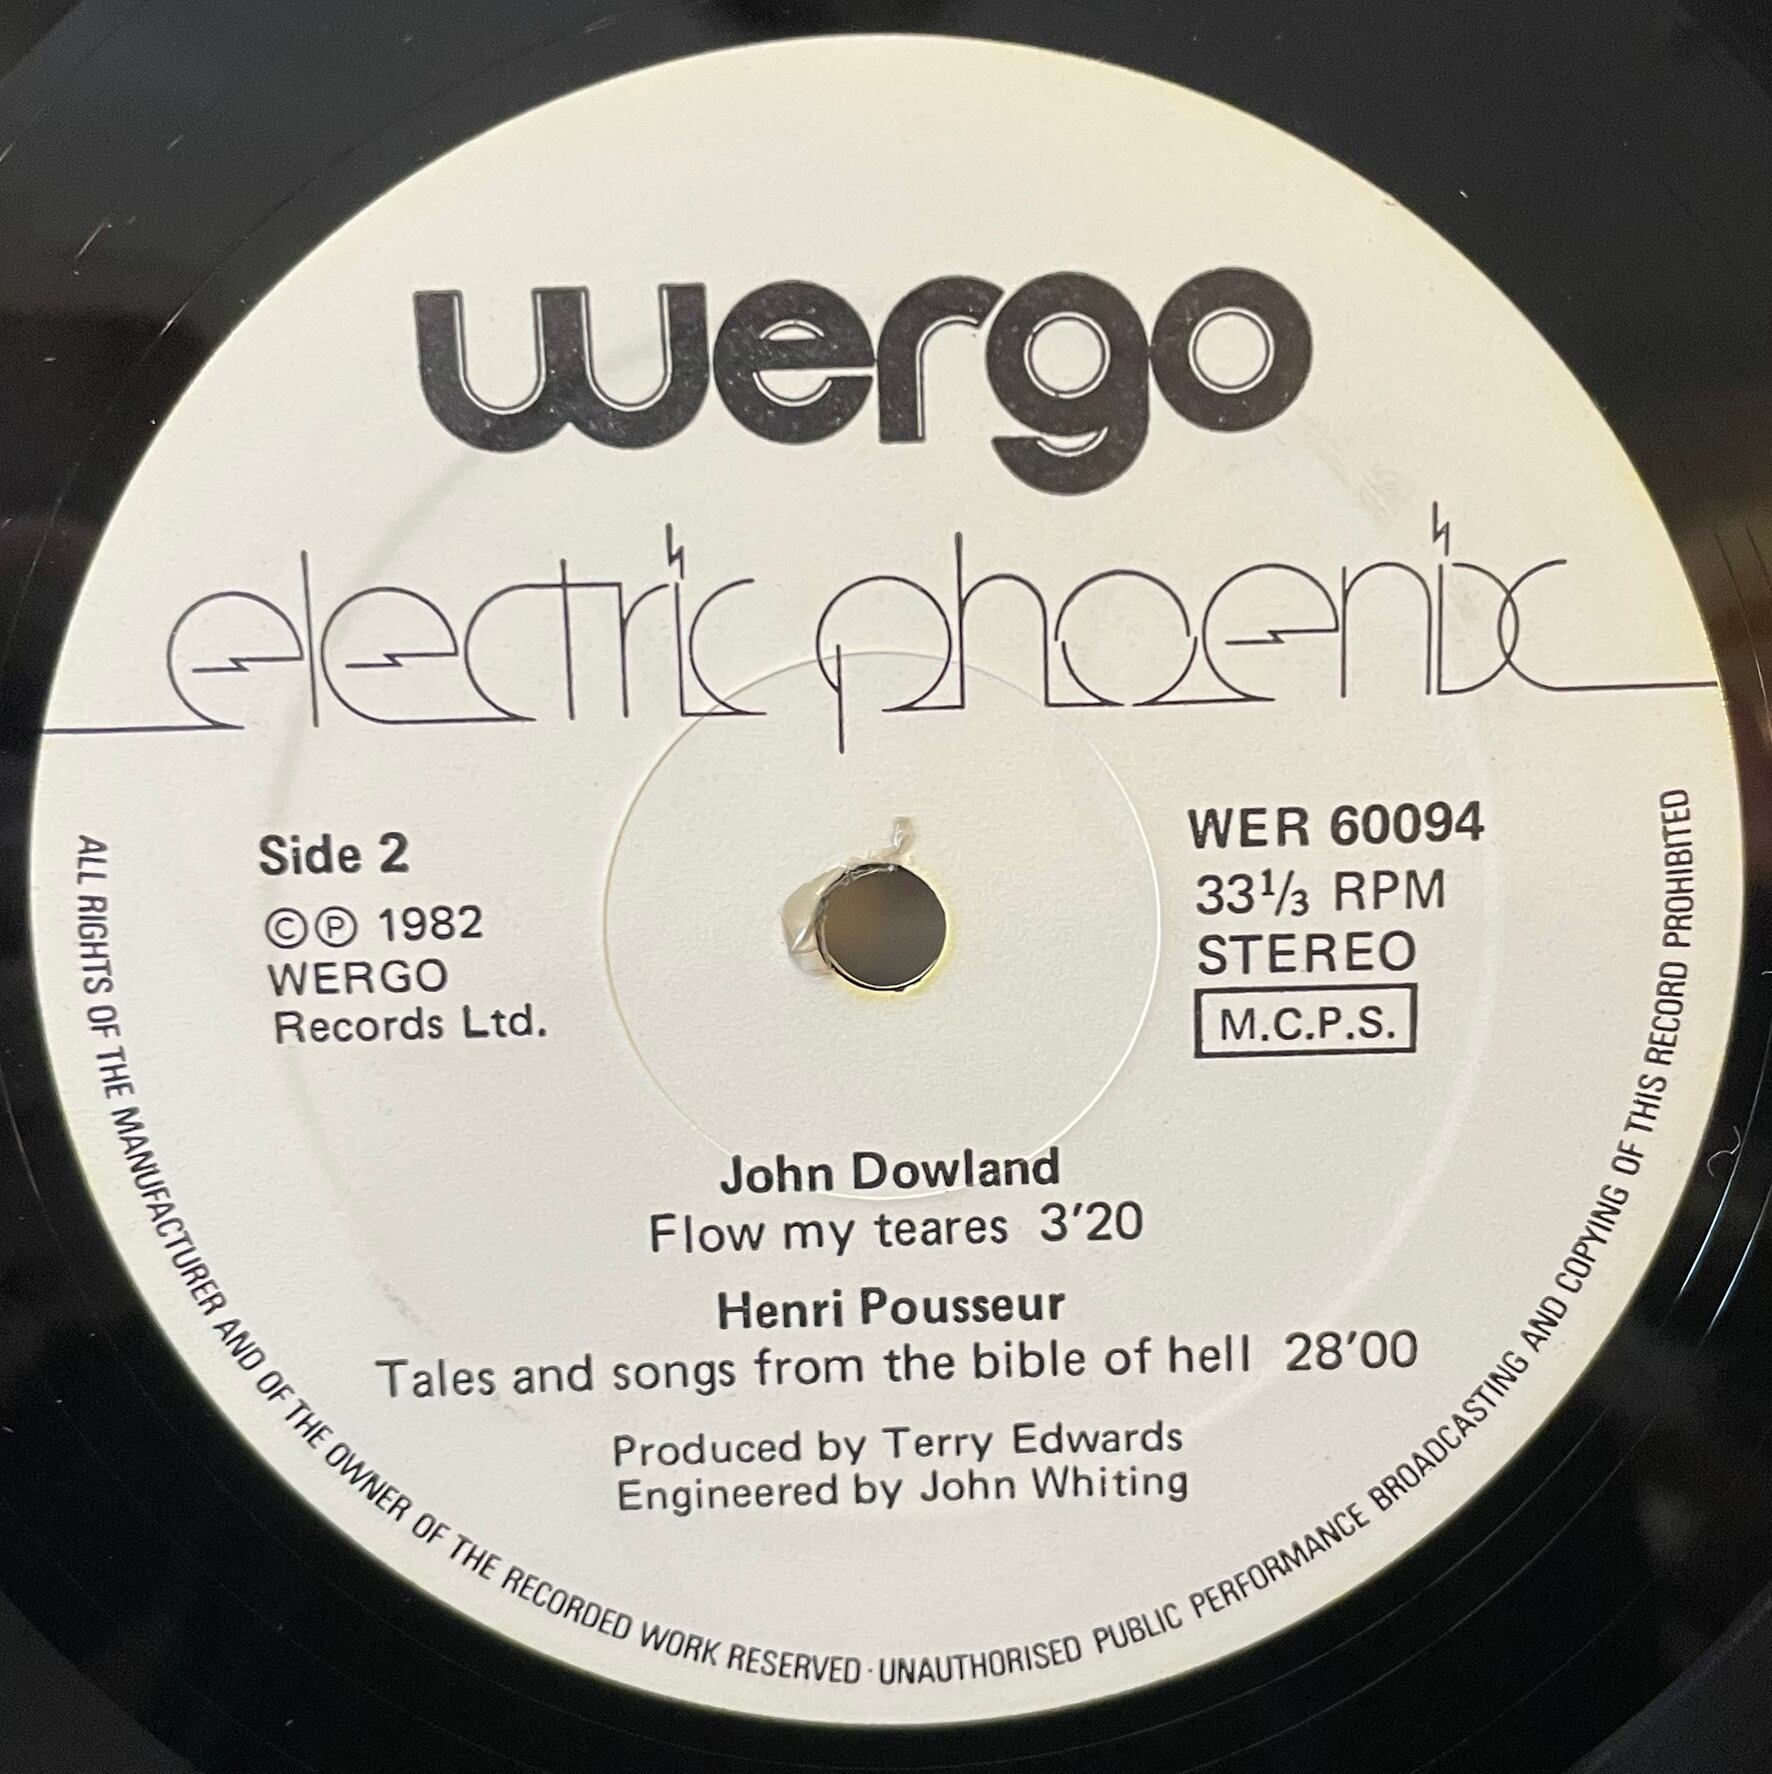 wergo
electric phoenix
Side 2
©℗ 1982
WERGO
Records Ltd.
WER 60094
33⅓ RPM
STEREO
M.C.P.S.
John Dowland
Flow my teares 3'20
Henri Pousseur
Tales and songs from the bible of hell 28'00
Produced by Terry Edwards
Engineered by John Whiting
ALL RIGHTS OF THE MANUFACTURER AND OF THE OWNER OF THE RECORDED WORK RESERVED · UNAUTHORISED PUBLIC PERFORMANCE BROADCASTING AND COPYING OF THIS RECORD PROHIBITED